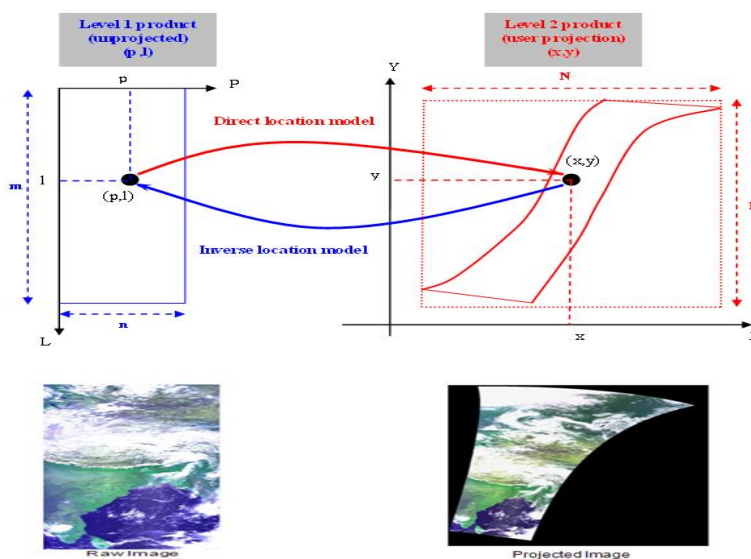 Level 1 product
(unprojected)
(p,l)
Level 2 product
(user projection)
(x,y)
p
P
Y
N
Direct location model
(x,y)
m
l
(p,l)
y
Inverse location model
n
L
x
Raw Image
Projected Image